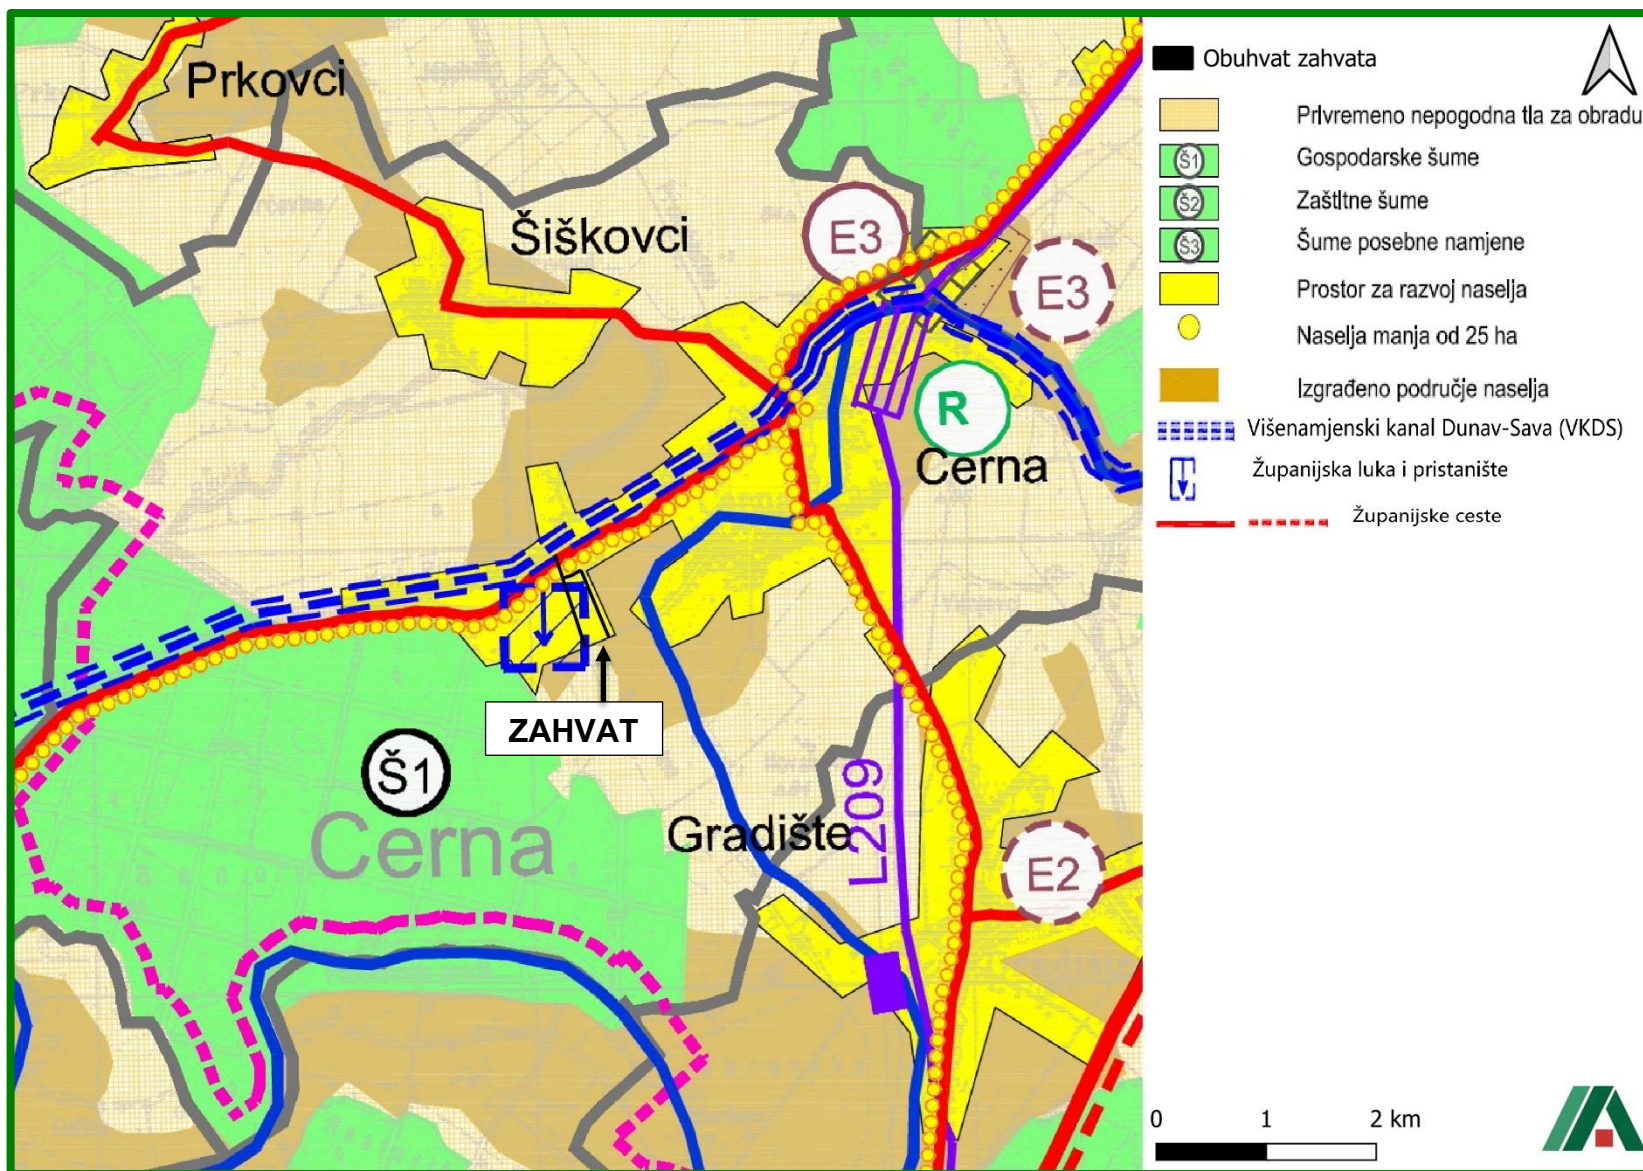 Prkovci
Šiškovci
E3
E3
R
Cerna
ZAHVAT
Š1
Cerna
Gradište
L209
E2
Obuhvat zahvata
Privremeno nepogodna tla za obradu
Š1 Gospodarske šume
Š2 Zaštitne šume
Š3 Šume posebne namjene
Prostor za razvoj naselja
Naselja manja od 25 ha
Izgrađeno područje naselja
Višenamjenski kanal Dunav-Sava (VKDS)
Županijska luka i pristanište
Županijske ceste
0 1 2 km